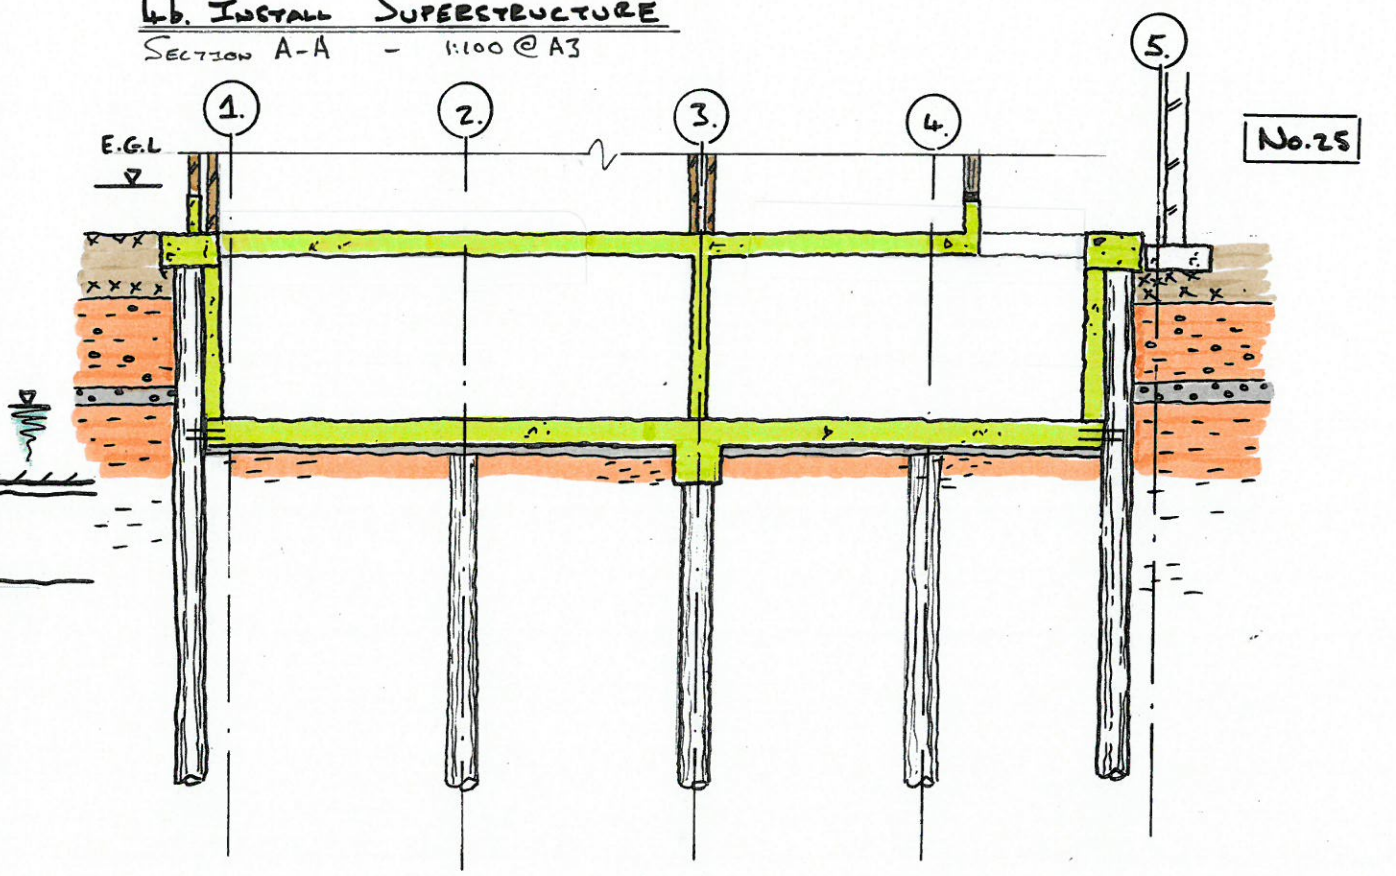 4b. INSTALL SUPERSTRUCTURE
SECTION A-A - 1:100 @ A3
5.
1.
2.
3.
4.
No.25
E.G.L